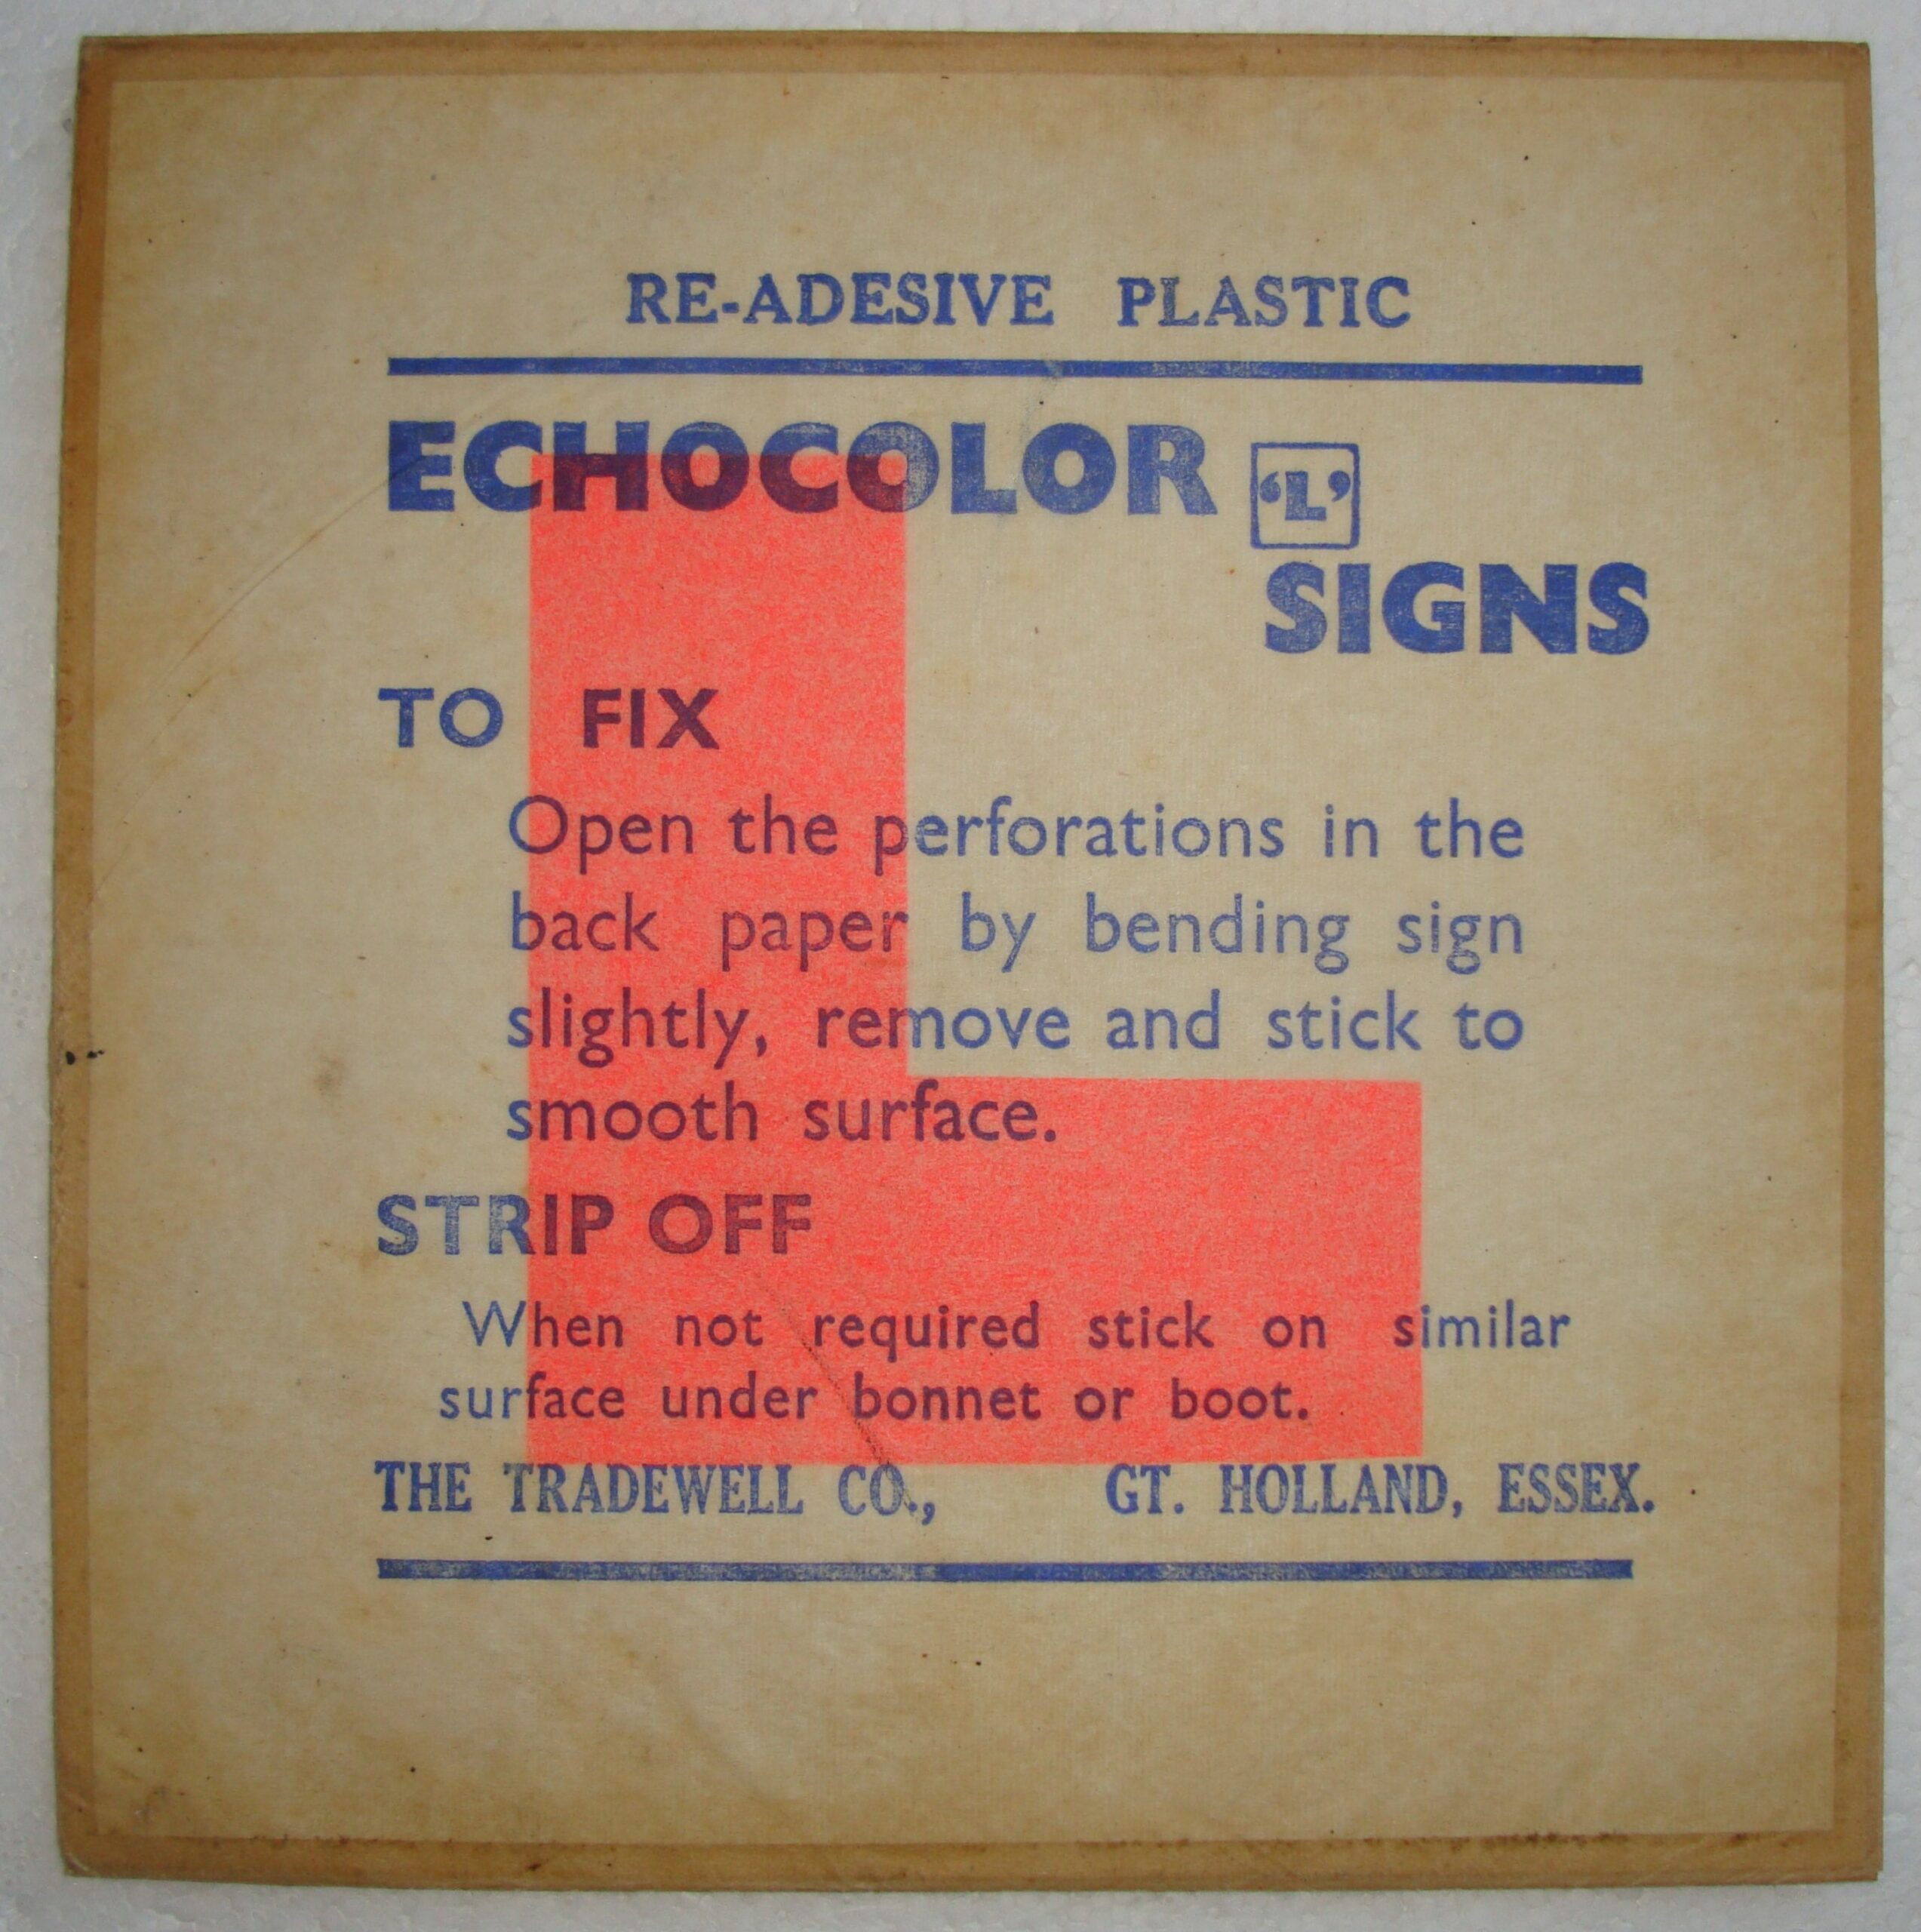 RE-ADESIVE PLASTIC
ECHOCOLOR ‘L’
SIGNS
TO FIX
Open the perforations in the
back paper by bending sign
slightly, remove and stick to
smooth surface.
STRIP OFF
When not required stick on similar
surface under bonnet or boot.
THE TRADEWELL CO., GT. HOLLAND, ESSEX.
L